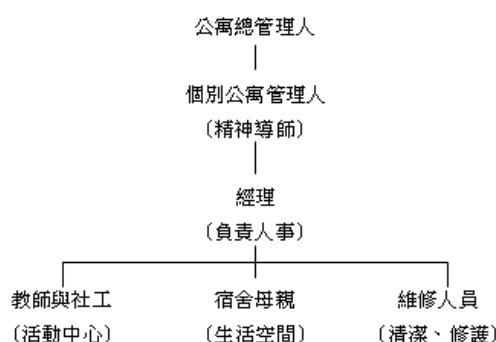 公寓總管理人
個別公寓管理人
〔精神導師〕
經理
〔負責人事〕
教師與社工 宿舍母親 維修人員
〔活動中心〕 〔生活空間〕 〔清潔、修護〕